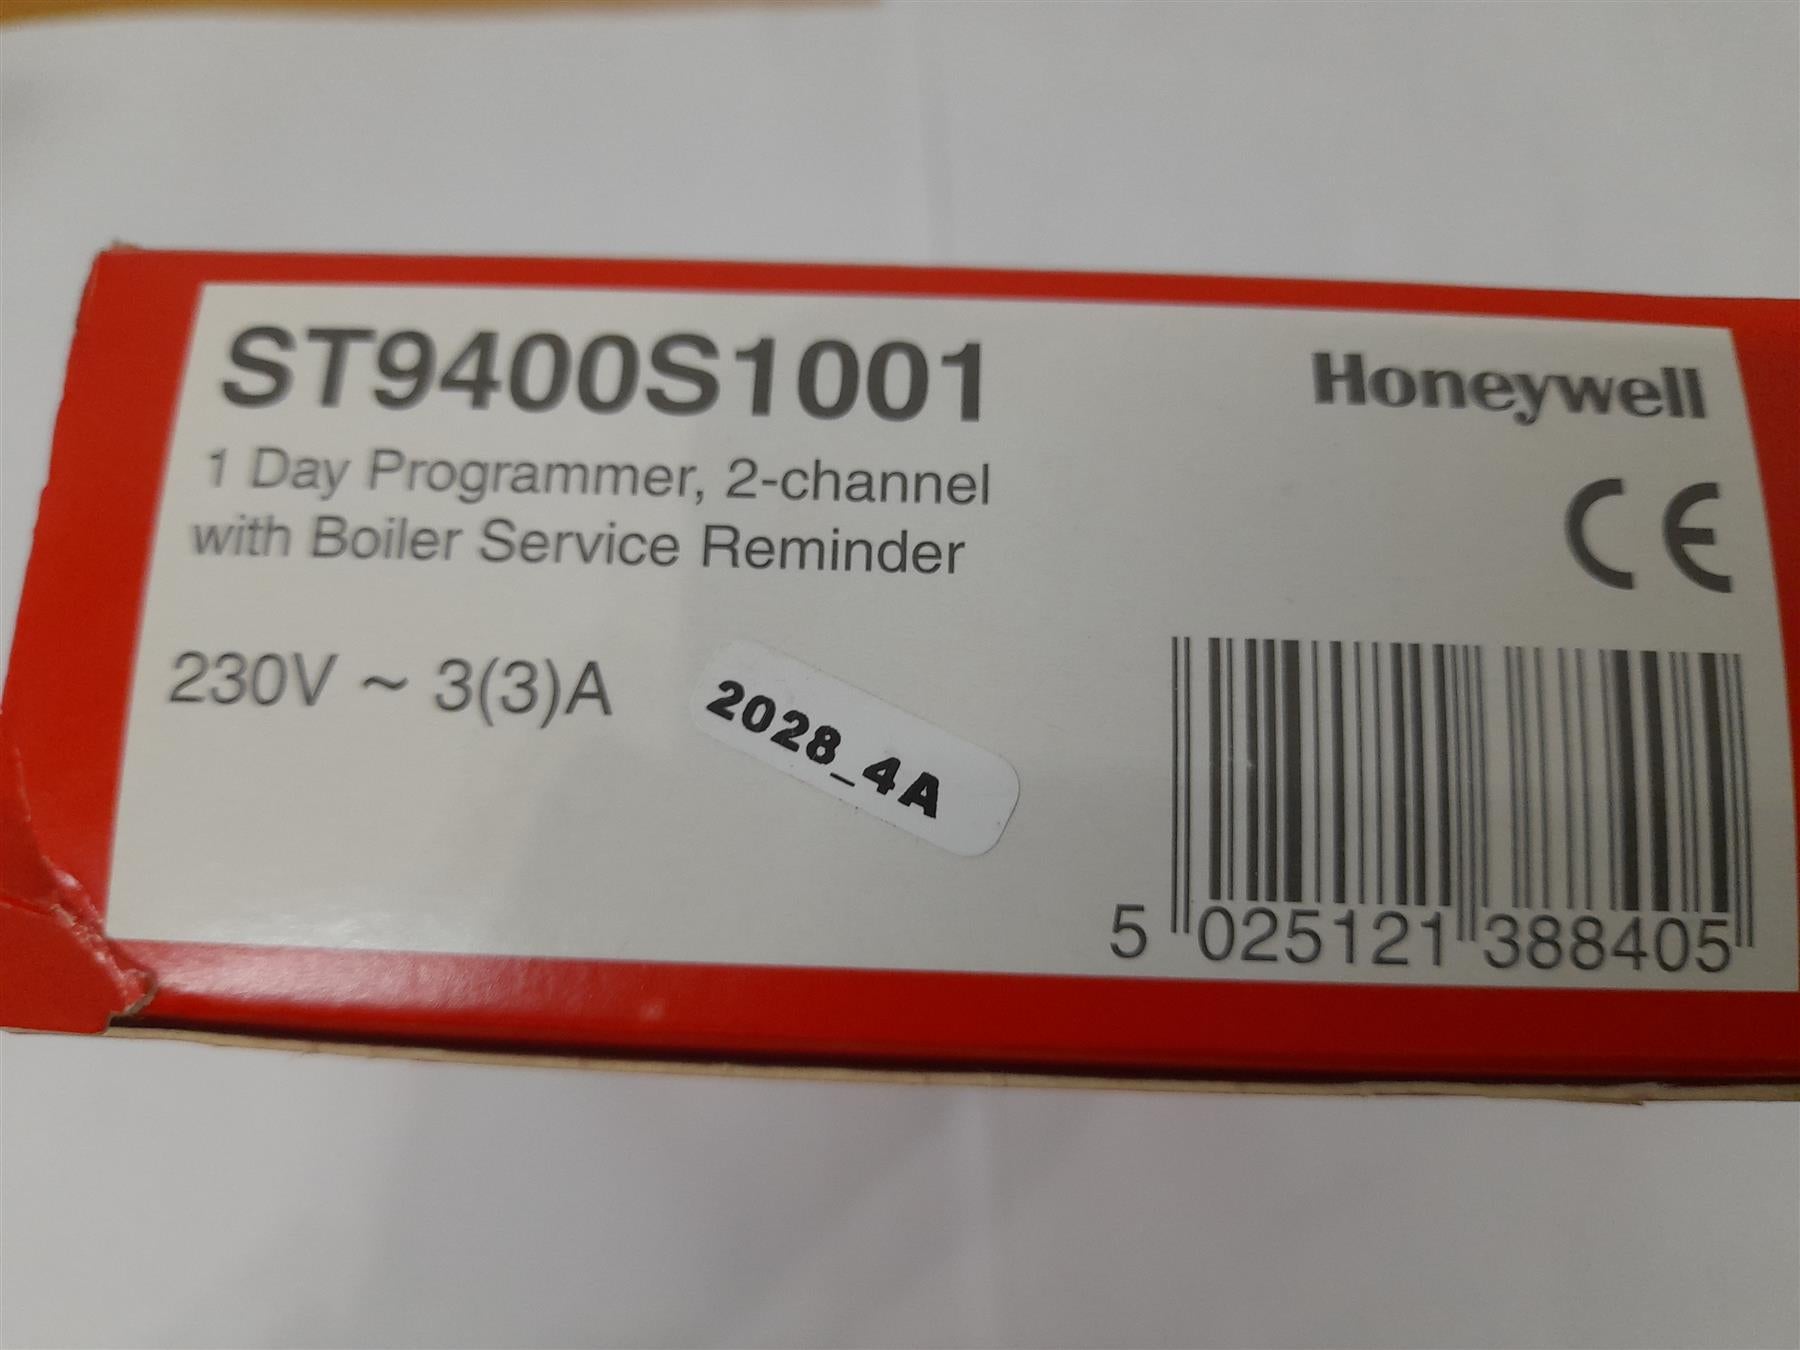 ST9400S1001
Honeywell
1 Day Programmer, 2-channel
with Boiler Service Reminder
CE
230V ~ 3(3)A
2028_4A
5 025121 388405